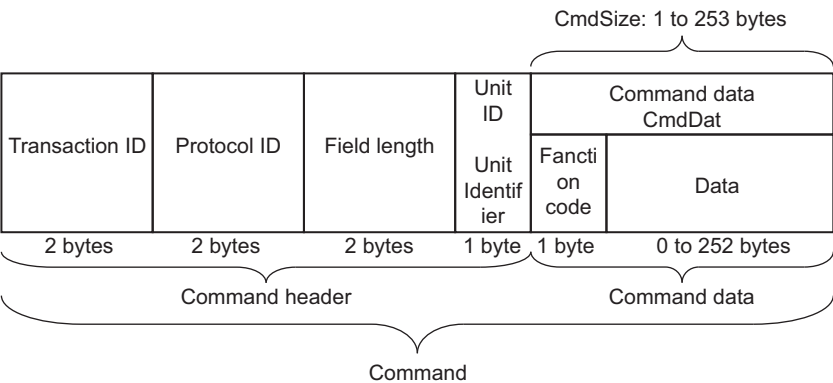 CmdSize: 1 to 253 bytes
Transaction ID
Protocol ID
Field length
Unit
ID
Unit
Identif
ier
Command data
CmdDat
Fancti
on
code
Data
2 bytes
2 bytes
2 bytes
1 byte
1 byte
0 to 252 bytes
Command header
Command data
Command